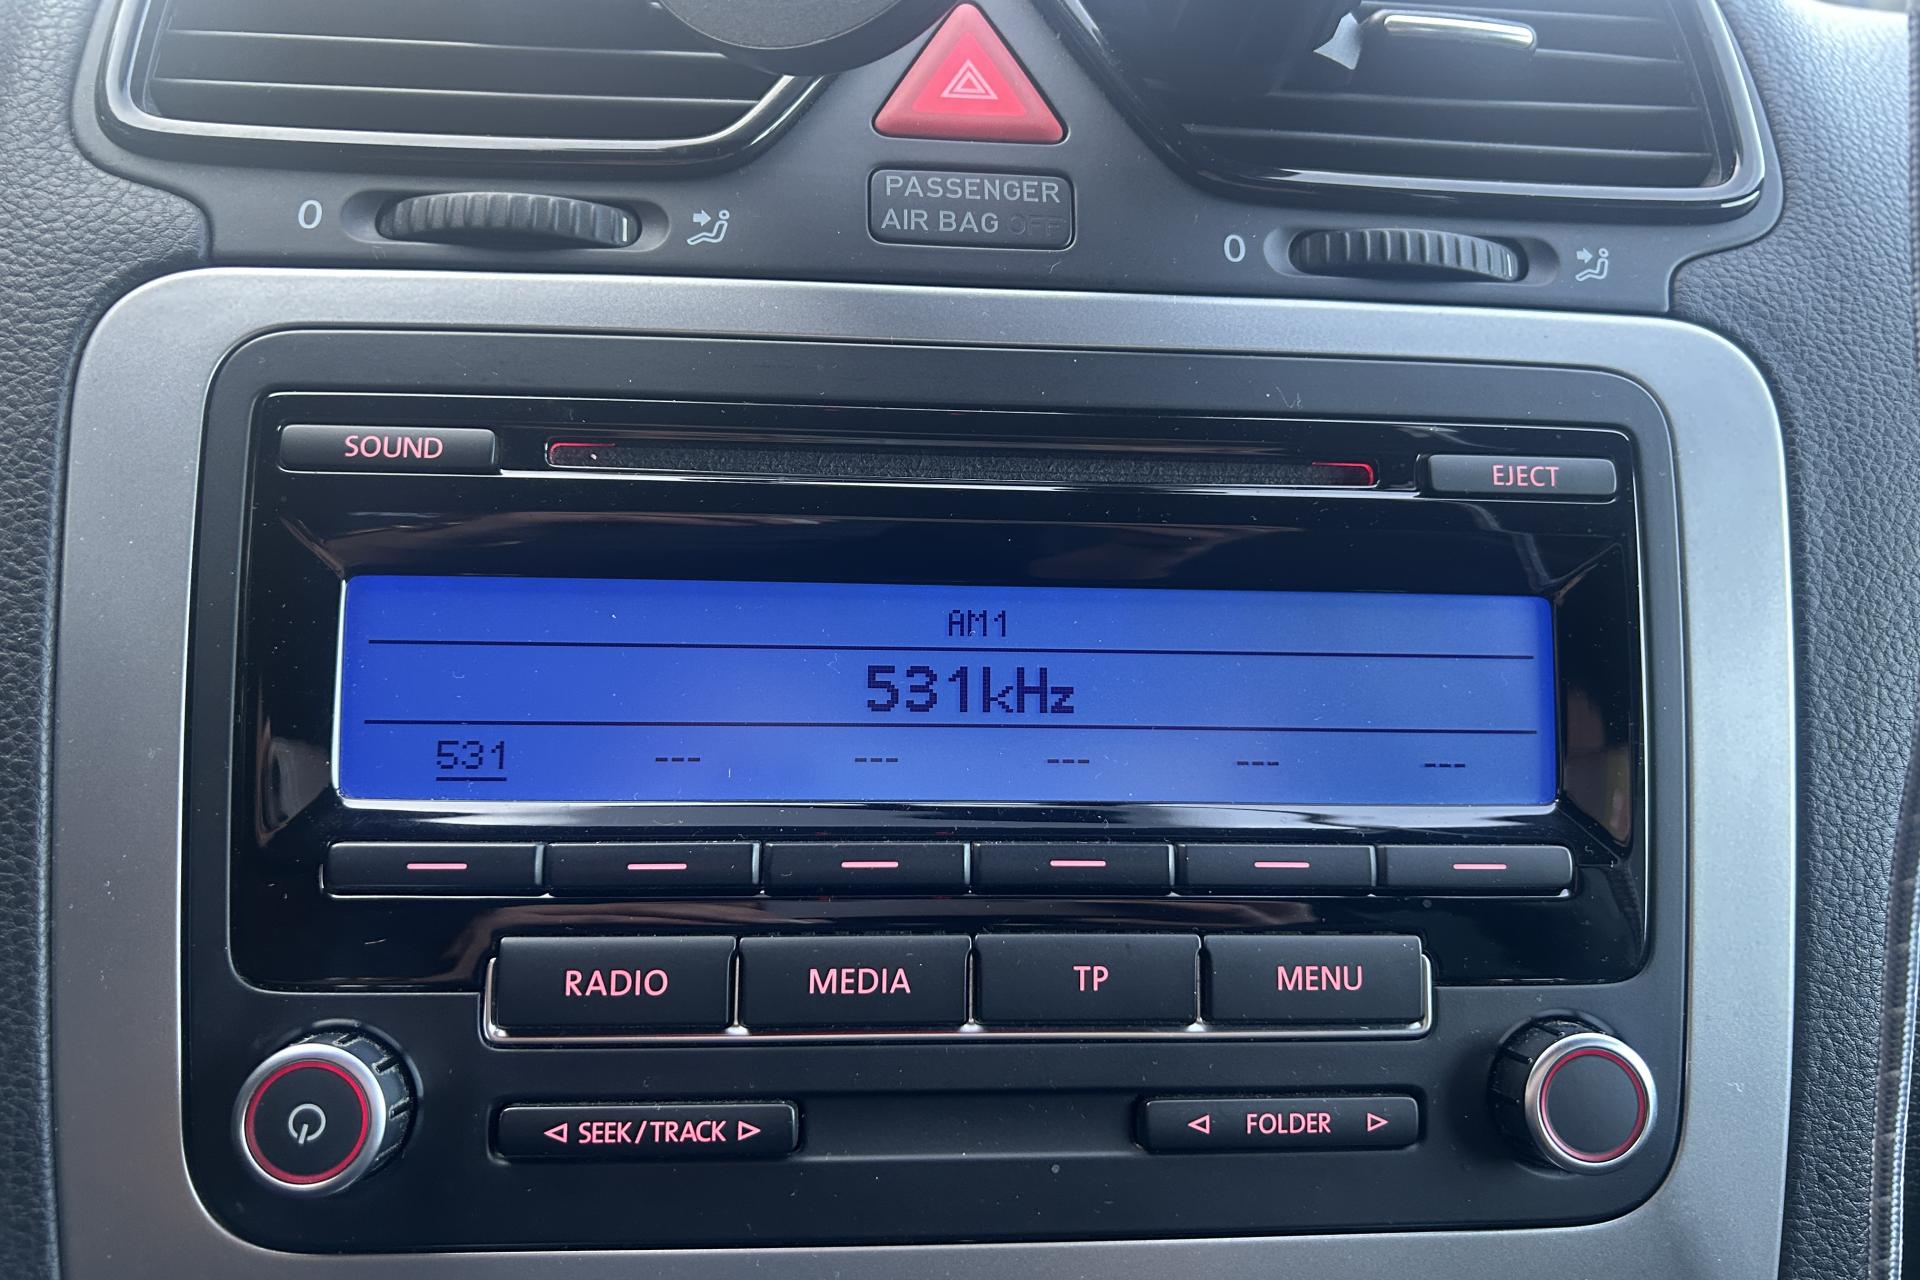 0
PASSENGER
AIR BAG OFF
0
SOUND
EJECT
AM1
531kHz
531 --- --- --- --- ---
RADIO MEDIA TP MENU
SEEK/TRACK
FOLDER